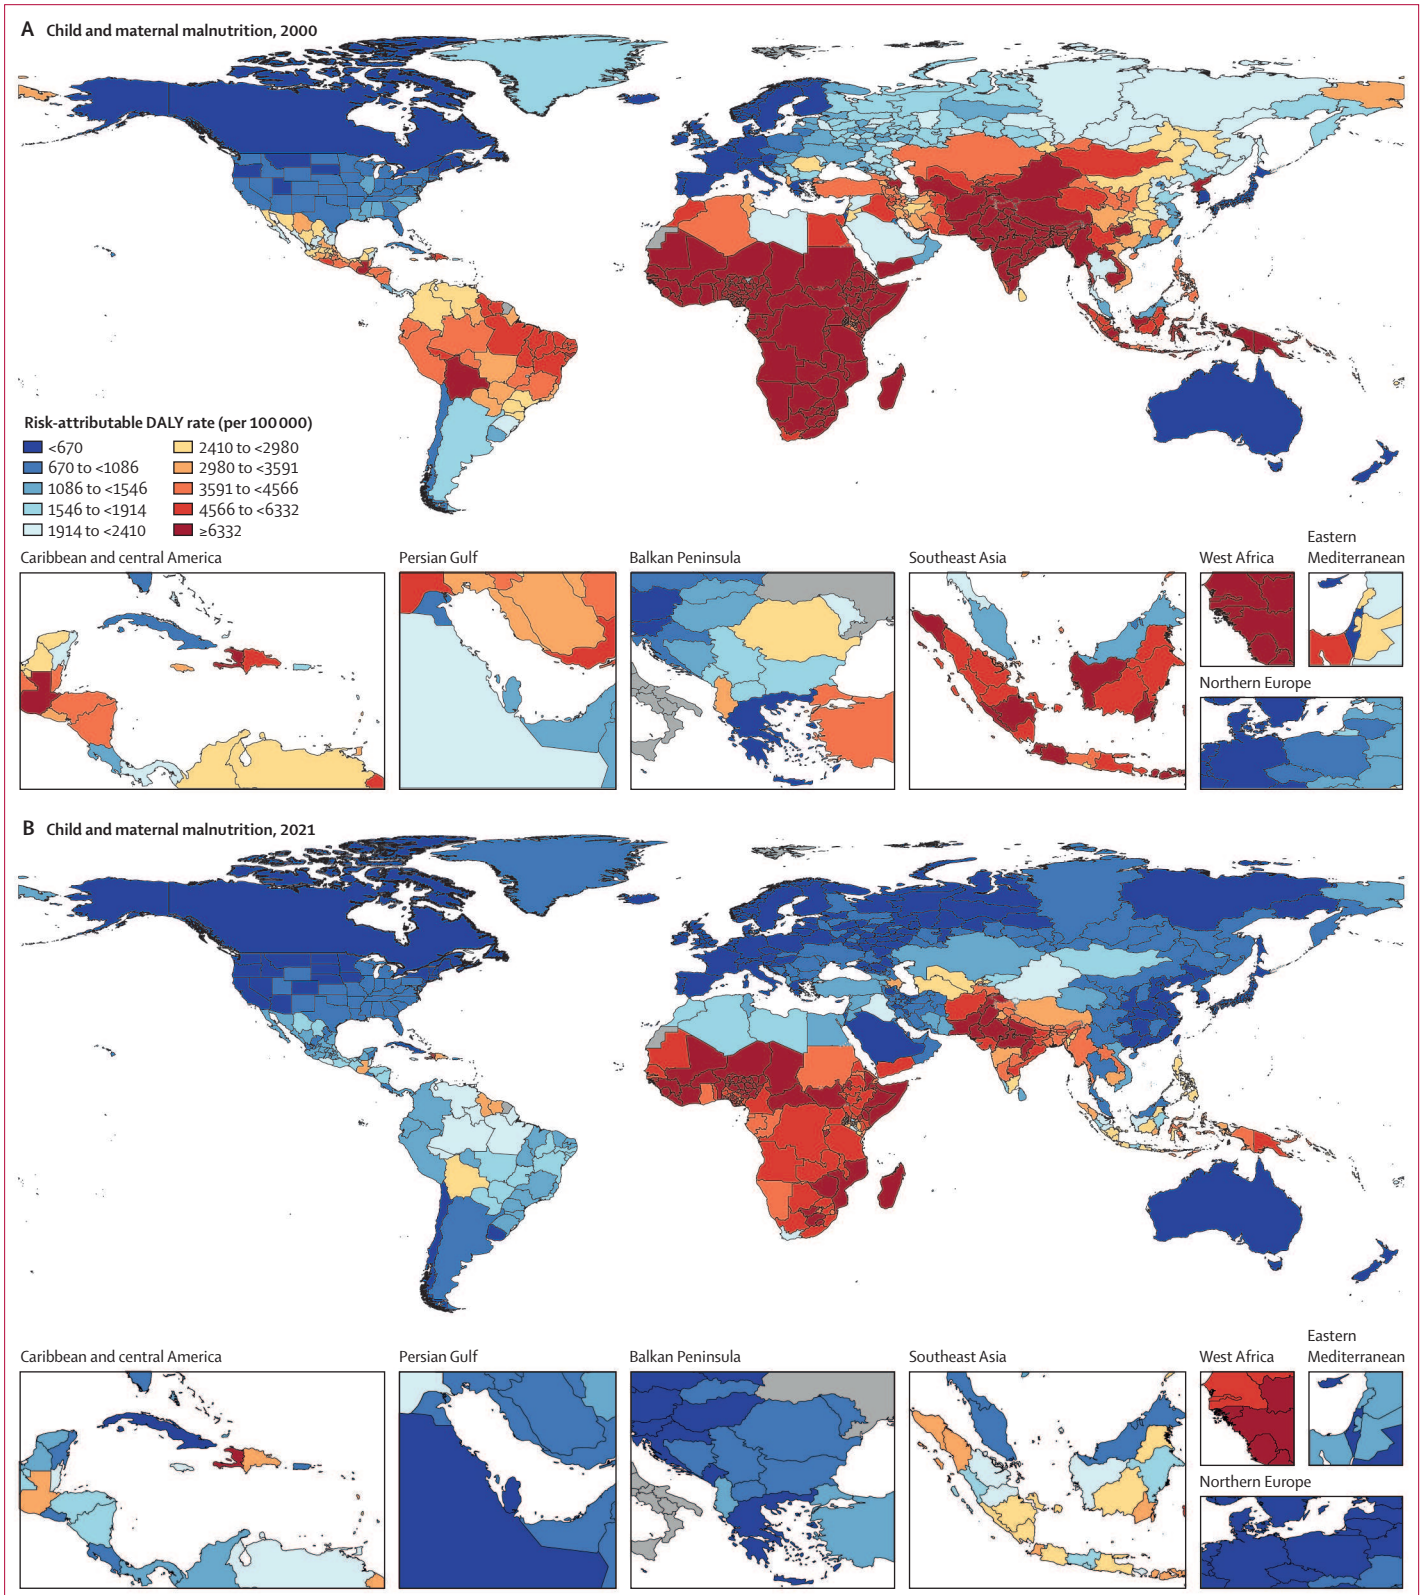 A Child and maternal malnutrition, 2000
Risk-attributable DALY rate (per 100 000)
<670
670 to <1086
1086 to <1546
1546 to <1914
1914 to <2410
2410 to <2980
2980 to <3591
3591 to <4566
4566 to <6332
≥6332
Caribbean and central America
Persian Gulf
Balkan Peninsula
Southeast Asia
West Africa
Eastern
Mediterranean
Northern Europe
B Child and maternal malnutrition, 2021
Caribbean and central America
Persian Gulf
Balkan Peninsula
Southeast Asia
West Africa
Eastern
Mediterranean
Northern Europe